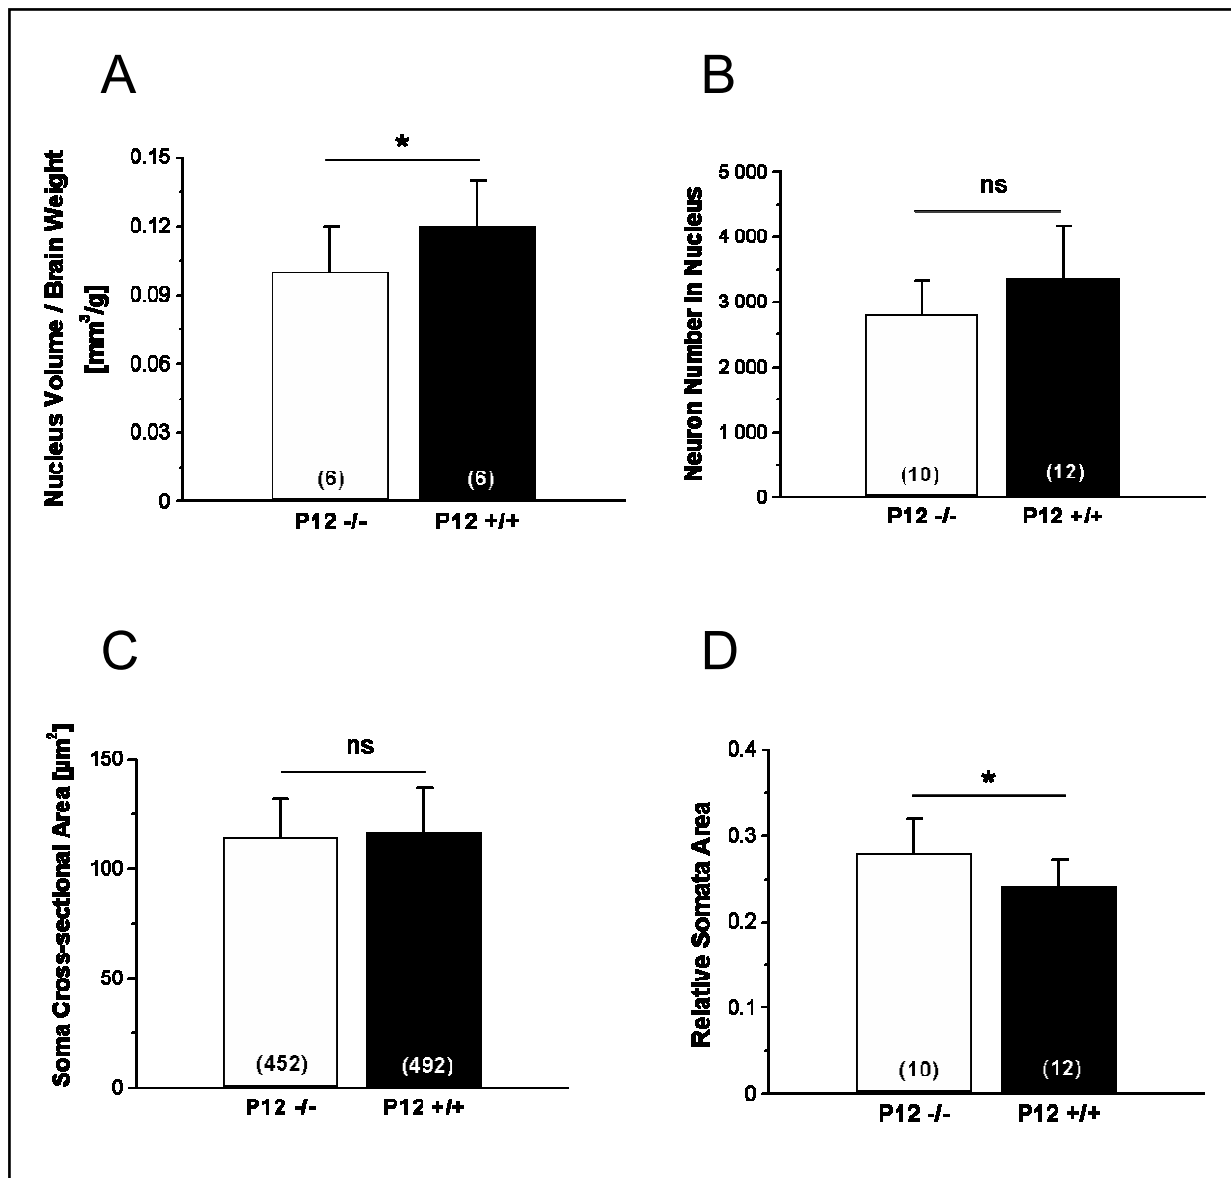 A
Nucleus Volume / Brain Weight
[mm³/g]
0.15
0.12
0.09
0.06
0.03
0
*
(6)
(6)
P12 -/-
P12 +/+
B
Neuron Number in Nucleus
5 000
4 000
3 000
2 000
1 000
0
ns
(10)
(12)
P12 -/-
P12 +/+
C
Soma Cross-sectional Area [µm²]
150
100
50
0
ns
(452)
(492)
P12 -/-
P12 +/+
D
Relative Somata Area
0.4
0.3
0.2
0.1
0
*
(10)
(12)
P12 -/-
P12 +/+